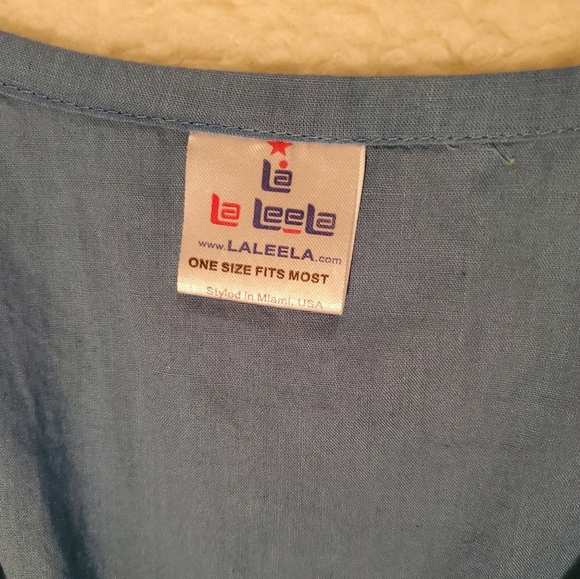 Là
La Leela
www.LALEELA.com
ONE SIZE FITS MOST
Styled in Miami, USA